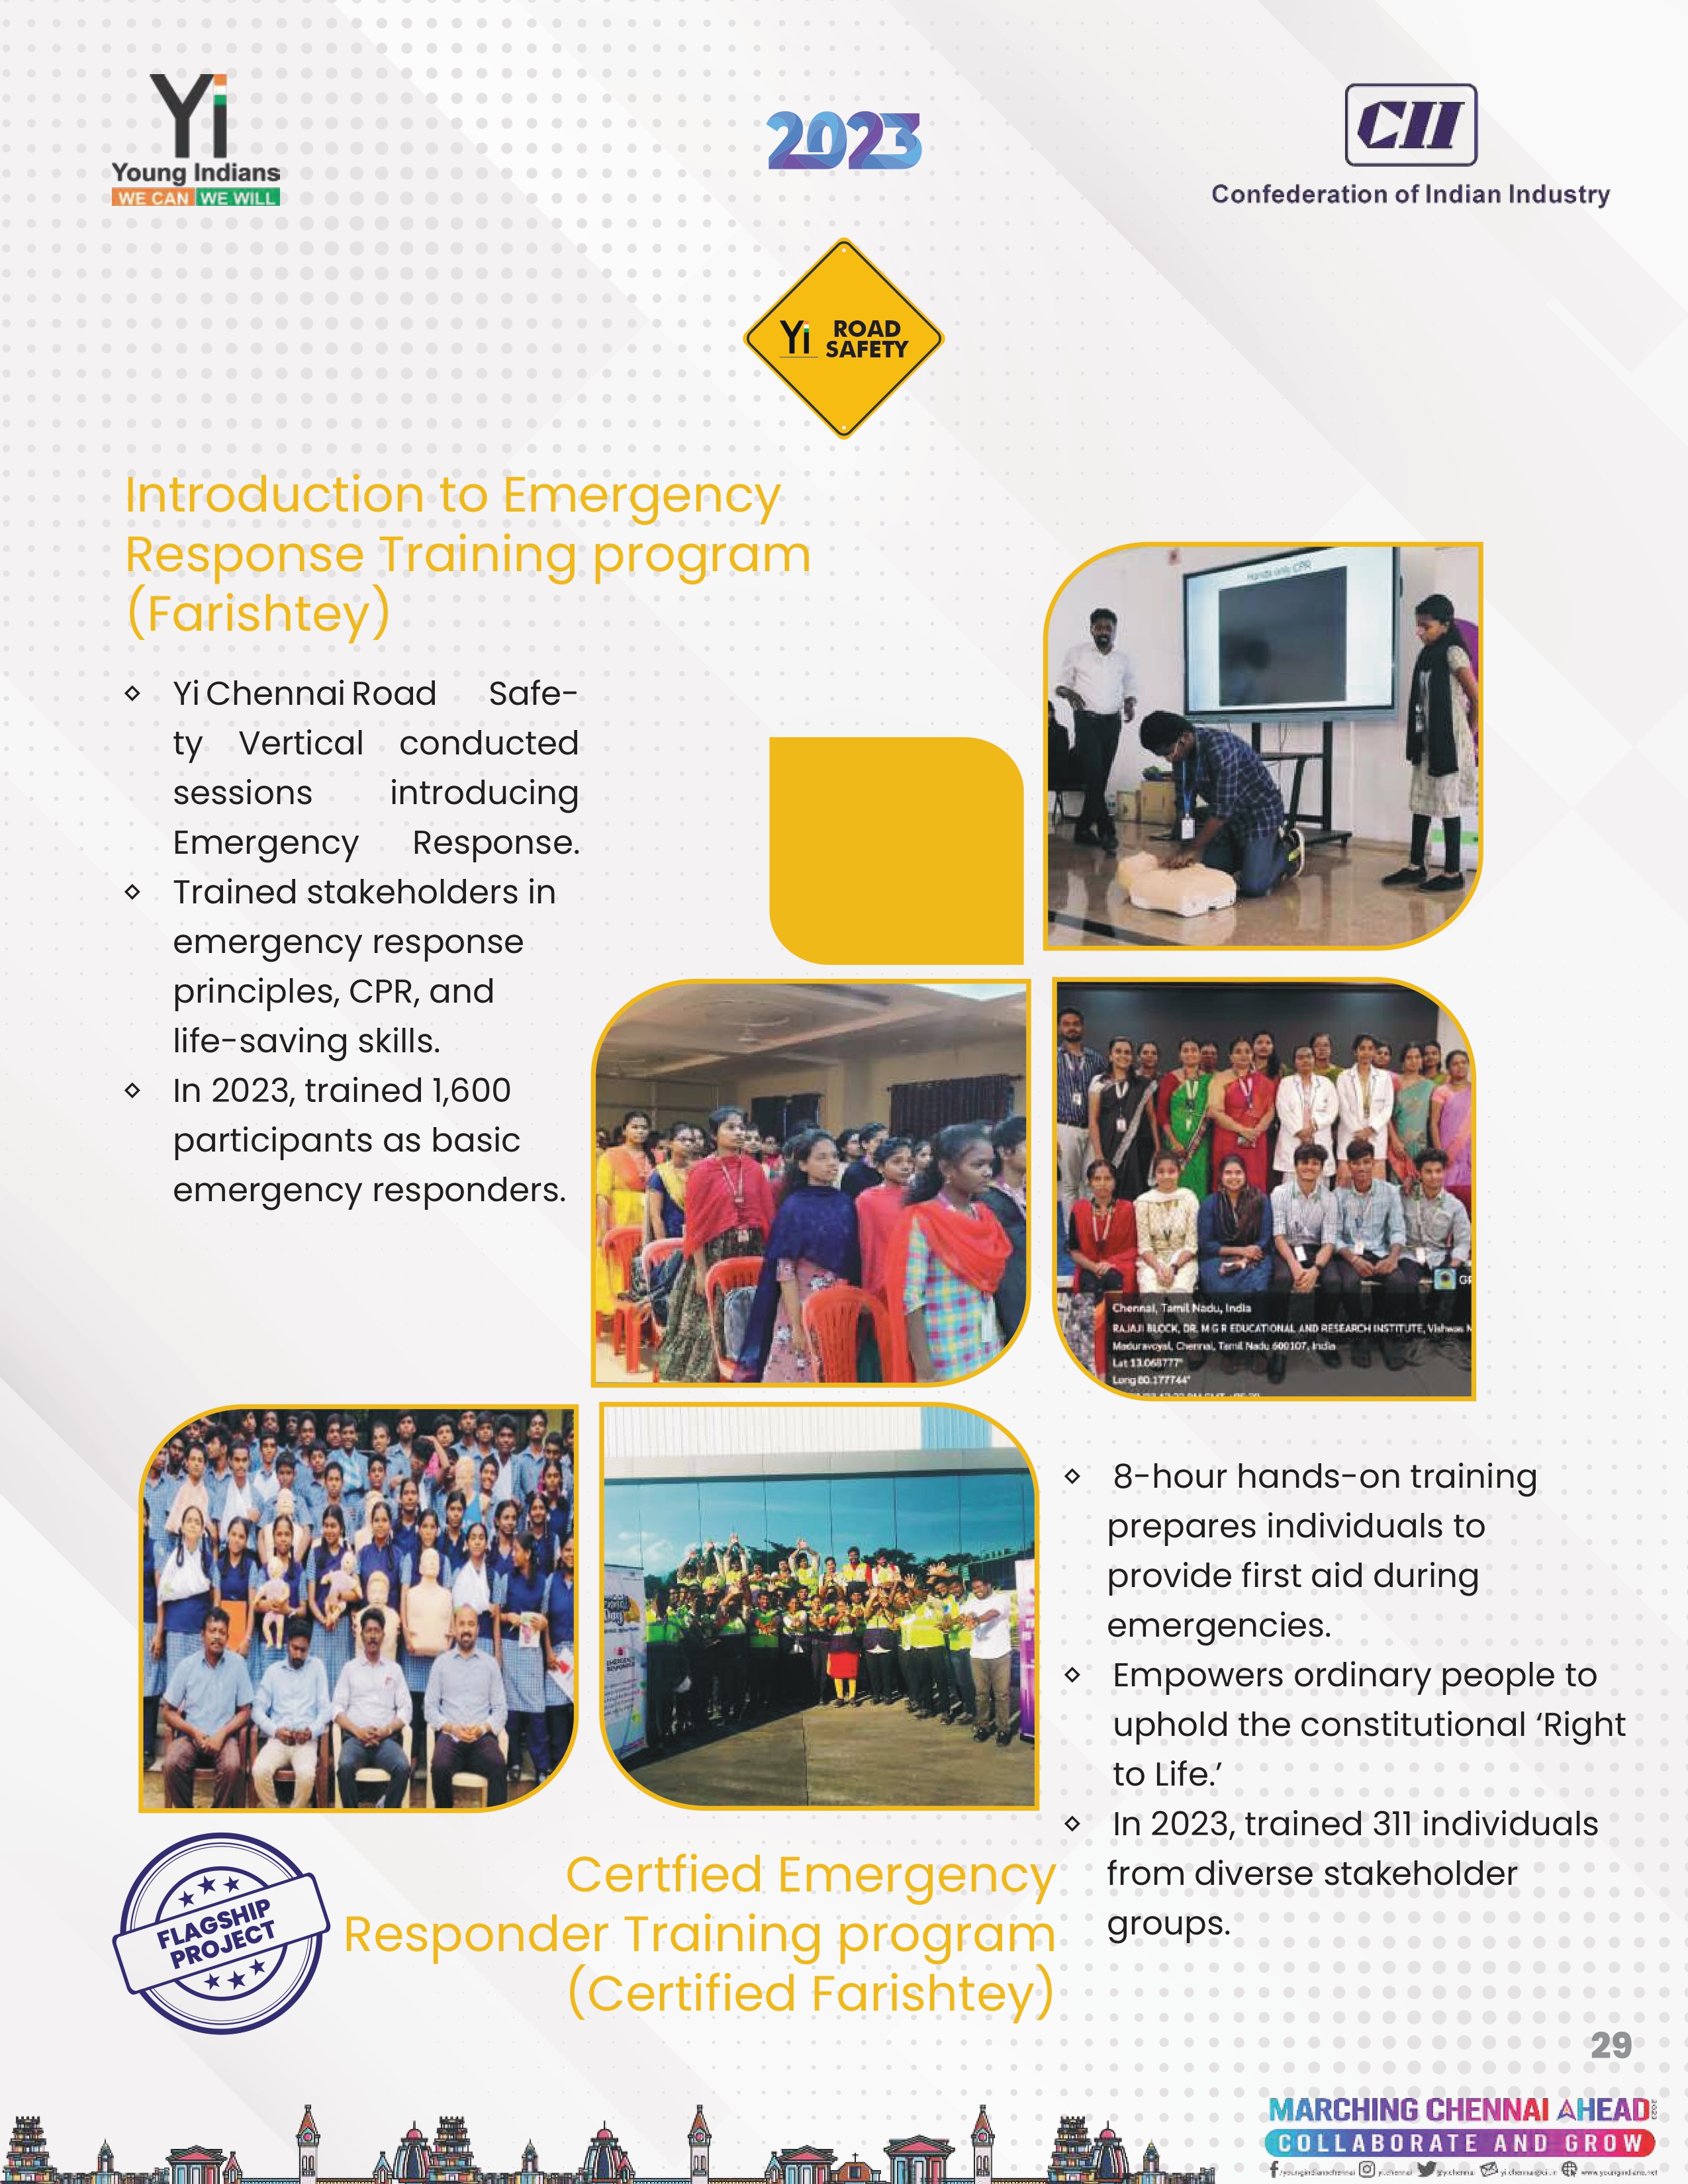 Yi
Young Indians
WE CAN WE WILL
2023
CII
Confederation of Indian Industry
Yi ROAD
SAFETY
Introduction to Emergency
Response Training program
(Farishtey)
Yi Chennai Road Safe-
ty Vertical conducted
sessions introducing
Emergency Response.
Trained stakeholders in
emergency response
principles, CPR, and
life-saving skills.
In 2023, trained 1,600
participants as basic
emergency responders.
Hands only CPR
Chennai, Tamil Nadu, India
RAJAJI BLOCK, DR. M G R EDUCATIONAL AND RESEARCH INSTITUTE, Vishwas
Maduravoyal, Chennai, Tamil Nadu 600107, India
Lat 13.068777°
Long 80.177744°
8-hour hands-on training
prepares individuals to
provide first aid during
emergencies.
Empowers ordinary people to
uphold the constitutional ‘Right
to Life.’
In 2023, trained 311 individuals
from diverse stakeholder
groups.
FLAGSHIP
PROJECT
Certfied Emergency
Responder Training program
(Certified Farishtey)
29
MARCHING CHENNAI AHEAD
COLLABORATE AND GROW